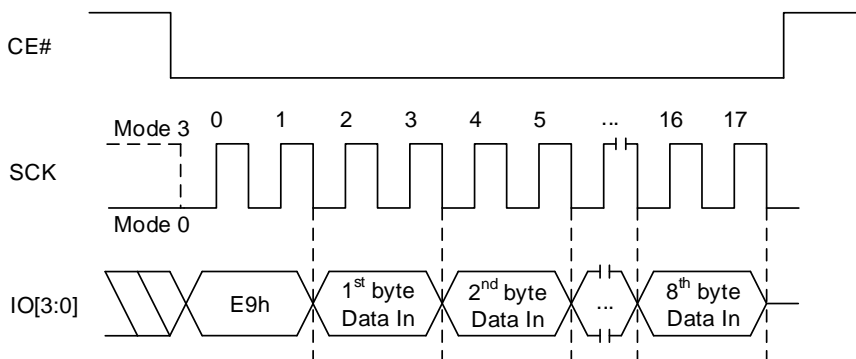 CE#
0 1 2 3 4 5 ... 16 17
Mode 3
SCK
Mode 0
IO[3:0]
E9h
1st byte
Data In
2nd byte
Data In
...
8th byte
Data In